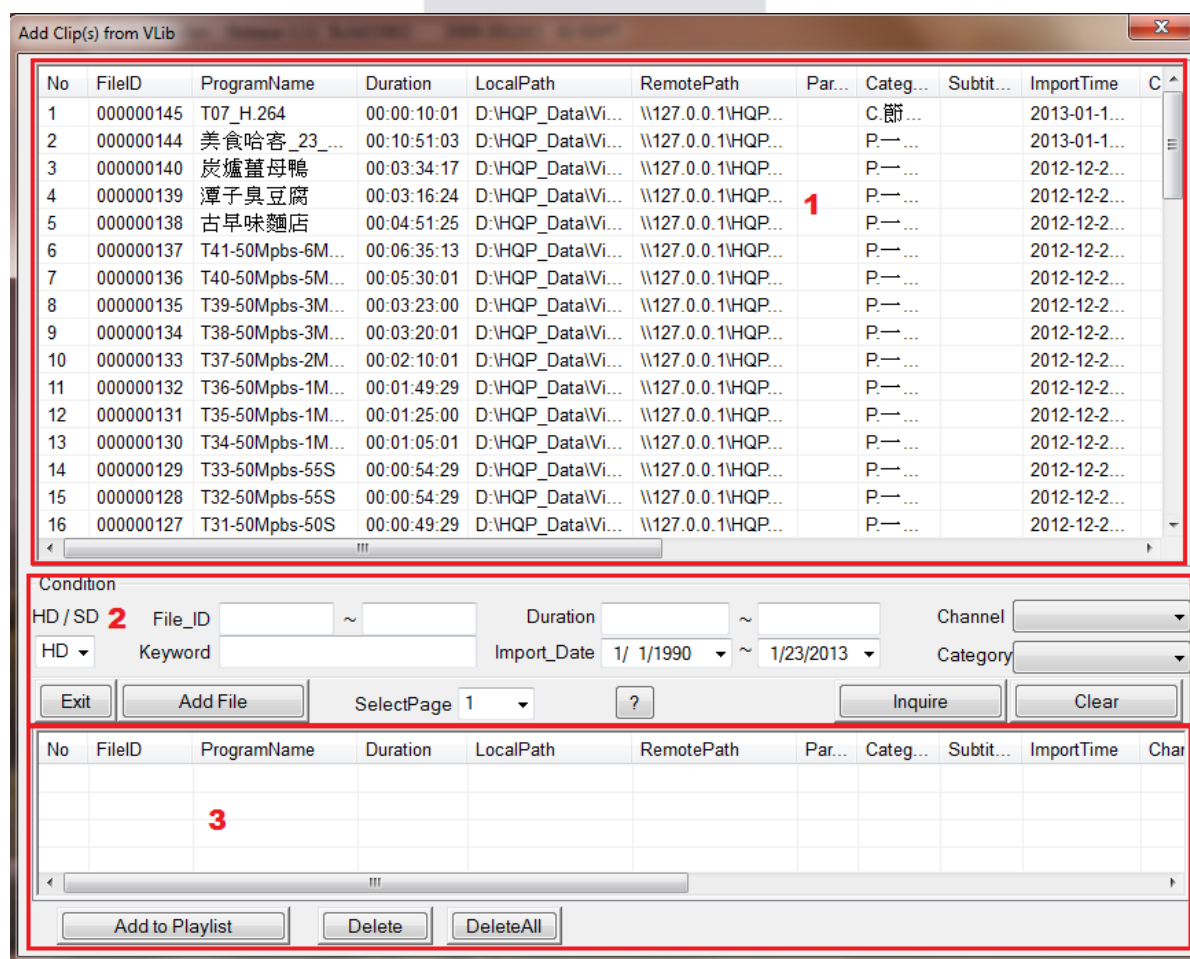 Add Clip(s) from VLib
No FileID ProgramName Duration LocalPath RemotePath Par... Categ... Subtit... ImportTime C
1 000000145 T07_H.264 00:00:10:01 D:\HQP_Data\Vi... \\127.0.0.1\HQP... C.節... 2013-01-1...
2 000000144 美食哈客_23_... 00:10:51:03 D:\HQP_Data\Vi... \\127.0.0.1\HQP... P.一... 2013-01-1...
3 000000140 炭爐薑母鴨 00:03:34:17 D:\HQP_Data\Vi... \\127.0.0.1\HQP... P.一... 2012-12-2...
4 000000139 潭子臭豆腐 00:03:16:24 D:\HQP_Data\Vi... \\127.0.0.1\HQP... P.一... 2012-12-2...
1
5 000000138 古早味麵店 00:04:51:25 D:\HQP_Data\Vi... \\127.0.0.1\HQP... P.一... 2012-12-2...
6 000000137 T41-50Mpbs-6M... 00:06:35:13 D:\HQP_Data\Vi... \\127.0.0.1\HQP... P.一... 2012-12-2...
7 000000136 T40-50Mpbs-5M... 00:05:30:01 D:\HQP_Data\Vi... \\127.0.0.1\HQP... P.一... 2012-12-2...
8 000000135 T39-50Mpbs-3M... 00:03:23:00 D:\HQP_Data\Vi... \\127.0.0.1\HQP... P.一... 2012-12-2...
9 000000134 T38-50Mpbs-3M... 00:03:20:01 D:\HQP_Data\Vi... \\127.0.0.1\HQP... P.一... 2012-12-2...
10 000000133 T37-50Mpbs-2M... 00:02:10:01 D:\HQP_Data\Vi... \\127.0.0.1\HQP... P.一... 2012-12-2...
11 000000132 T36-50Mpbs-1M... 00:01:49:29 D:\HQP_Data\Vi... \\127.0.0.1\HQP... P.一... 2012-12-2...
12 000000131 T35-50Mpbs-1M... 00:01:25:00 D:\HQP_Data\Vi... \\127.0.0.1\HQP... P.一... 2012-12-2...
13 000000130 T34-50Mpbs-1M... 00:01:05:01 D:\HQP_Data\Vi... \\127.0.0.1\HQP... P.一... 2012-12-2...
14 000000129 T33-50Mpbs-55S 00:00:54:29 D:\HQP_Data\Vi... \\127.0.0.1\HQP... P.一... 2012-12-2...
15 000000128 T32-50Mpbs-55S 00:00:54:29 D:\HQP_Data\Vi... \\127.0.0.1\HQP... P.一... 2012-12-2...
16 000000127 T31-50Mpbs-50S 00:00:49:29 D:\HQP_Data\Vi... \\127.0.0.1\HQP... P.一... 2012-12-2...
Condition
HD / SD 2 File_ID ~ Duration ~ Channel
HD Keyword Import_Date 1/ 1/1990 ~ 1/23/2013 Category
Exit Add File SelectPage 1 ? Inquire Clear
No FileID ProgramName Duration LocalPath RemotePath Par... Categ... Subtit... ImportTime Char
3
Add to Playlist Delete DeleteAll